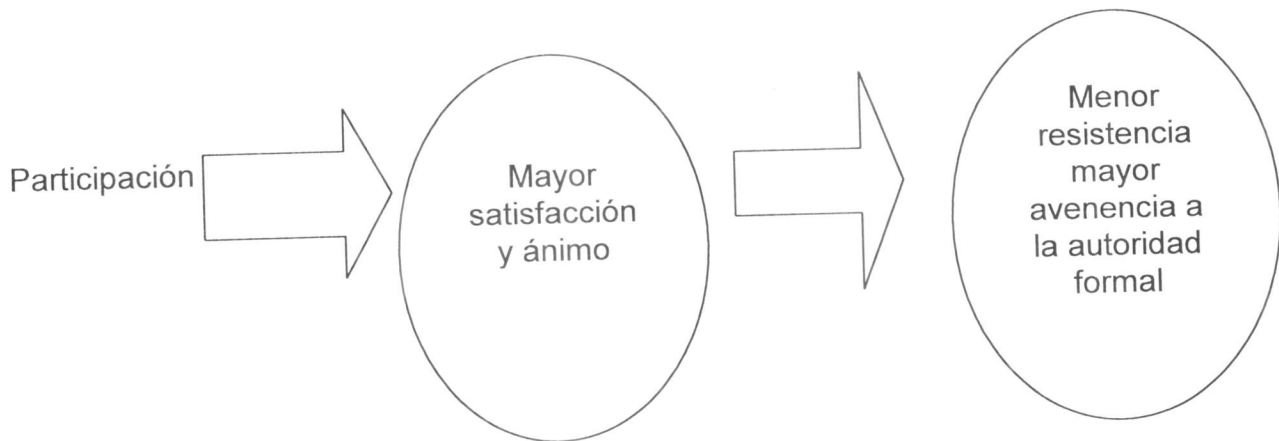 Participación
Mayor
satisfacción
y ánimo
Menor
resistencia
mayor
avenencia a
la autoridad
formal